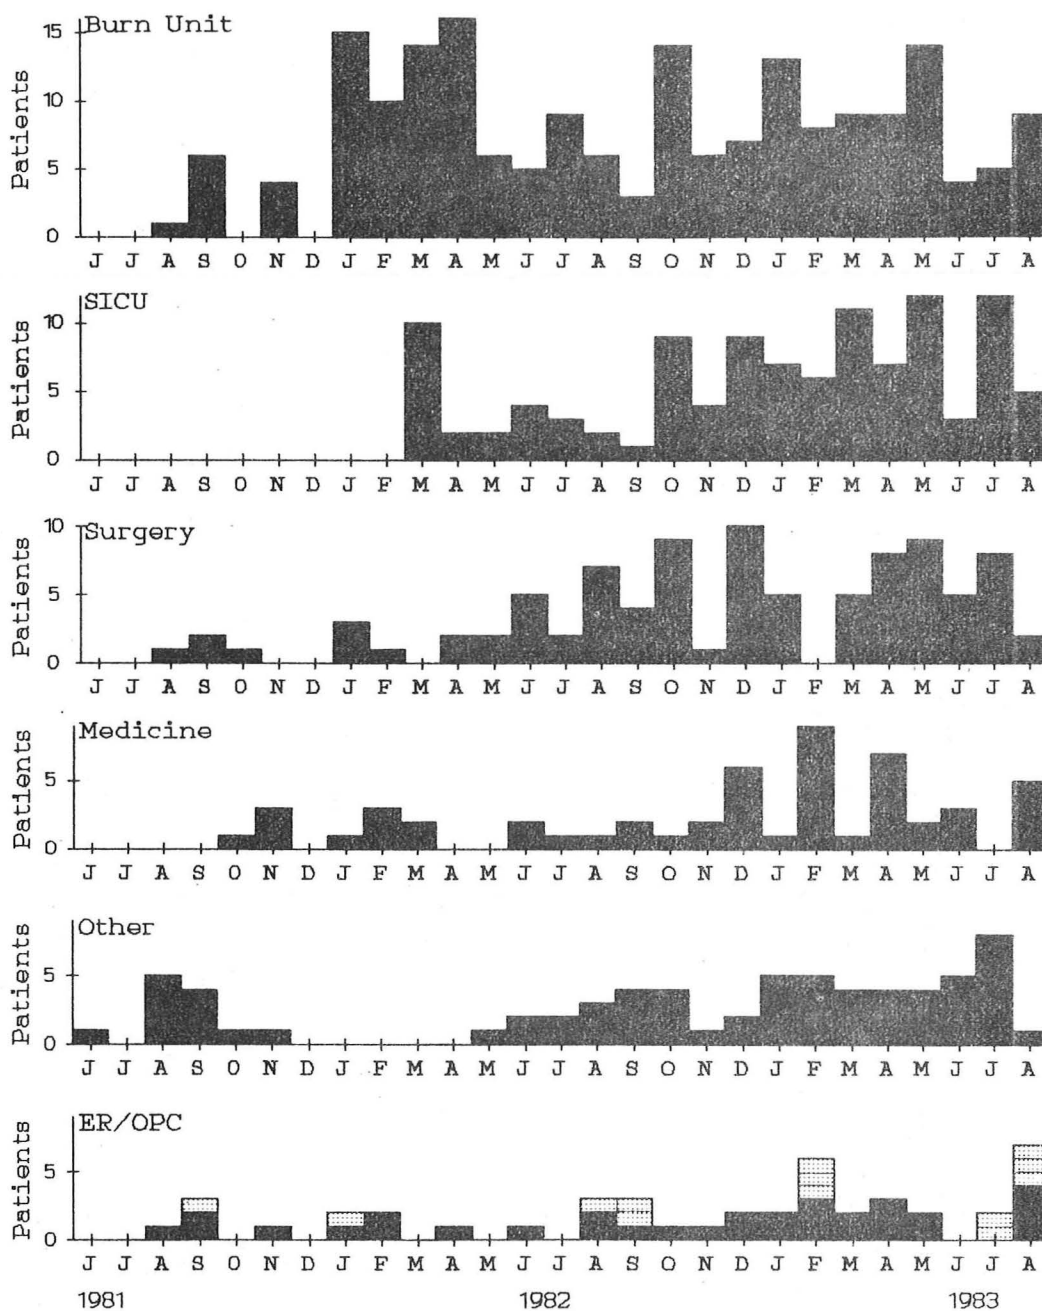 Burn Unit
Patients
15
10
5
0
J J A S O N D J F M A M J J A S O N D J F M A M J J A
SICU
Patients
10
5
0
J J A S O N D J F M A M J J A S O N D J F M A M J J A
Surgery
Patients
10
5
0
J J A S O N D J F M A M J J A S O N D J F M A M J J A
Medicine
Patients
5
0
J J A S O N D J F M A M J J A S O N D J F M A M J J A
Other
Patients
5
0
J J A S O N D J F M A M J J A S O N D J F M A M J J A
ER/OPC
Patients
5
0
J J A S O N D J F M A M J J A S O N D J F M A M J J A
1981 1982 1983